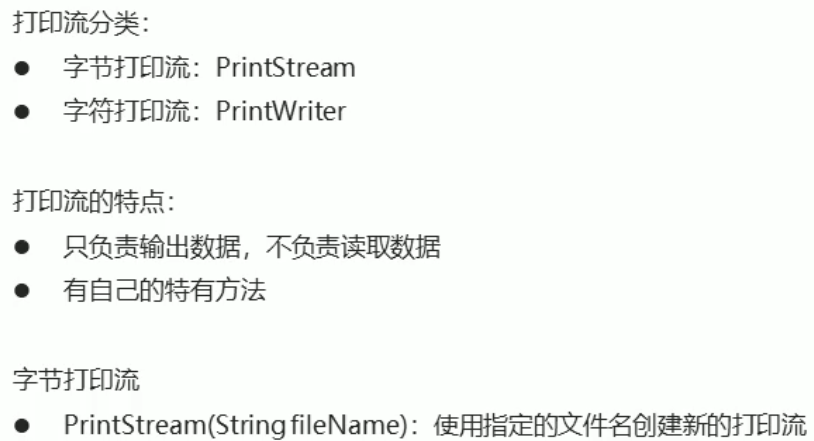 打印流分类：
● 字节打印流：PrintStream
● 字符打印流：PrintWriter
打印流的特点：
● 只负责输出数据，不负责读取数据
● 有自己的特有方法
字节打印流
● PrintStream(String fileName)：使用指定的文件名创建新的打印流